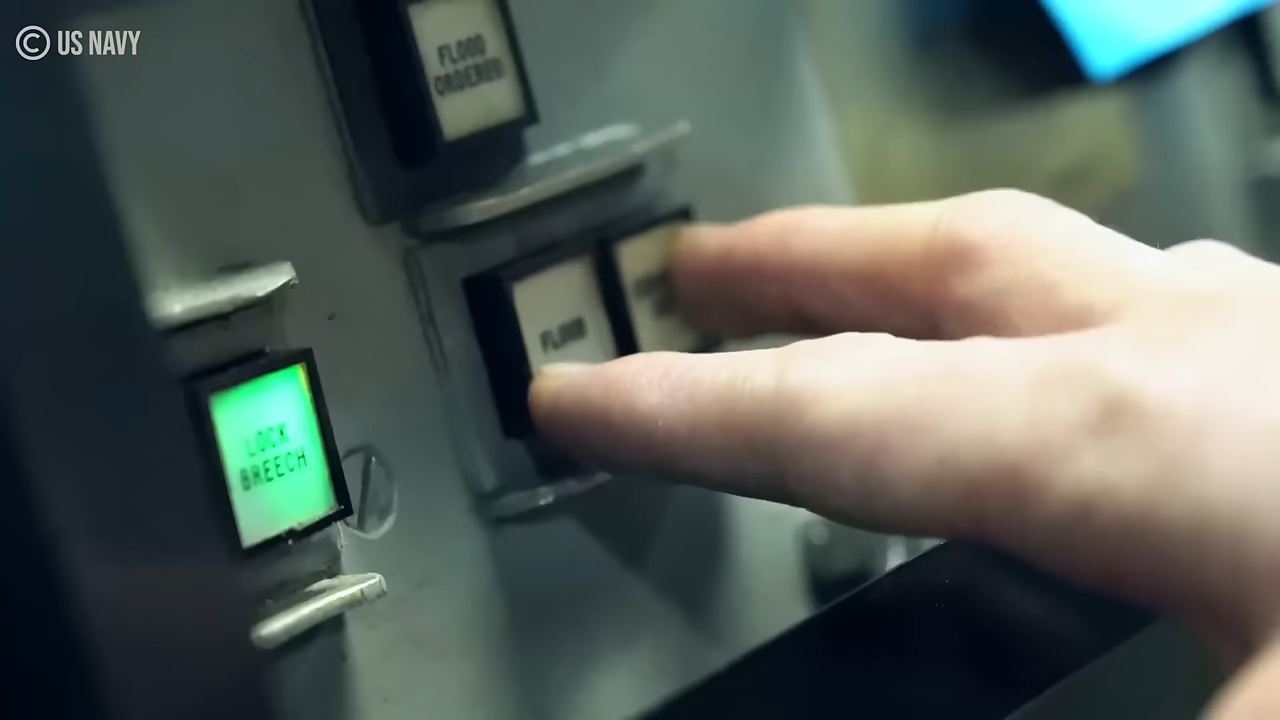 © US NAVY
FLOOD
ORDERED
FLOOD
LOCK
BREECH